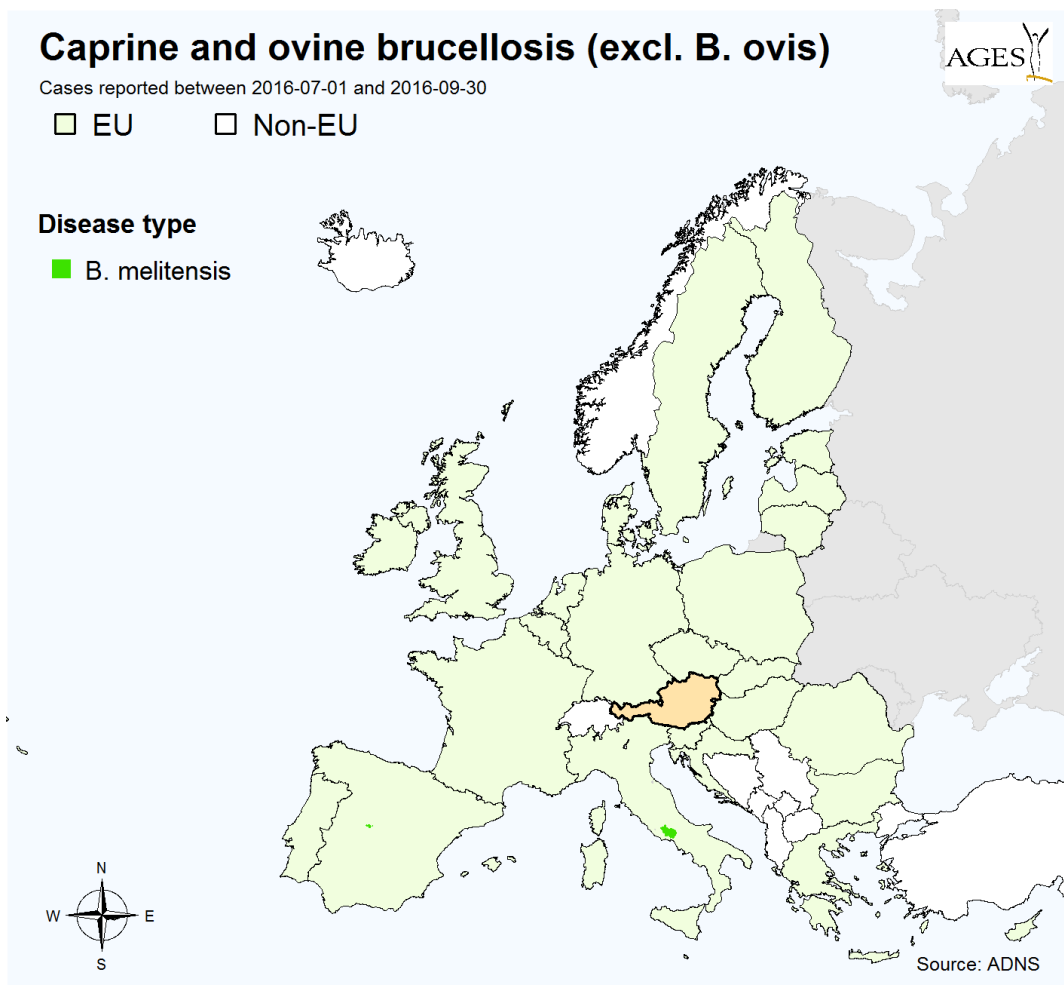 Caprine and ovine brucellosis (excl. B. ovis)
Cases reported between 2016-07-01 and 2016-09-30
EU
Non-EU
AGES
Disease type
B. melitensis
N
W
E
S
Source: ADNS